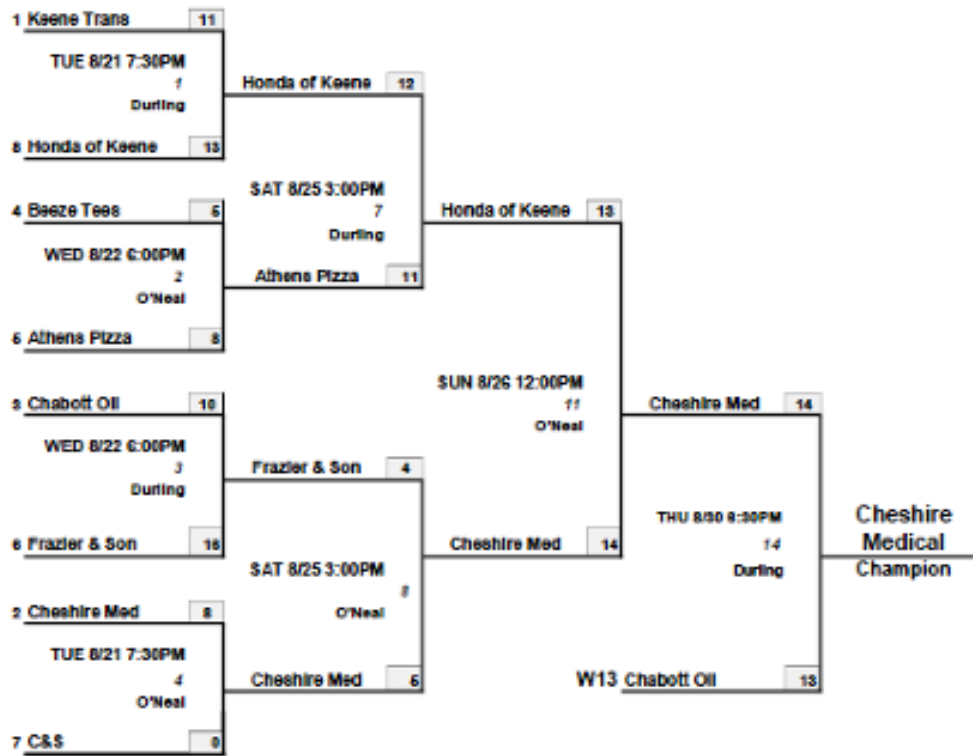 1 Keene Trans 11
TUE 8/21 7:30PM
1
Durling
8 Honda of Keene 13
Honda of Keene 12
4 Beeze Tees 5
WED 8/22 6:00PM
2
O'Neal
5 Athens Pizza 8
SAT 8/25 3:00PM
7
Durling
Athens Pizza 11
Honda of Keene 13
3 Chabott Oil 10
WED 8/22 6:00PM
3
Durling
6 Frazier & Son 16
Frazier & Son 4
2 Cheshire Med 8
TUE 8/21 7:30PM
4
O'Neal
7 C&S 0
SAT 8/25 3:00PM
8
O'Neal
Cheshire Med 5
Cheshire Med 14
SUN 8/26 12:00PM
11
O'Neal
Cheshire Med 14
THU 8/30
14
Durling
W13 Chabott Oil 13
Cheshire
Medical
Champion